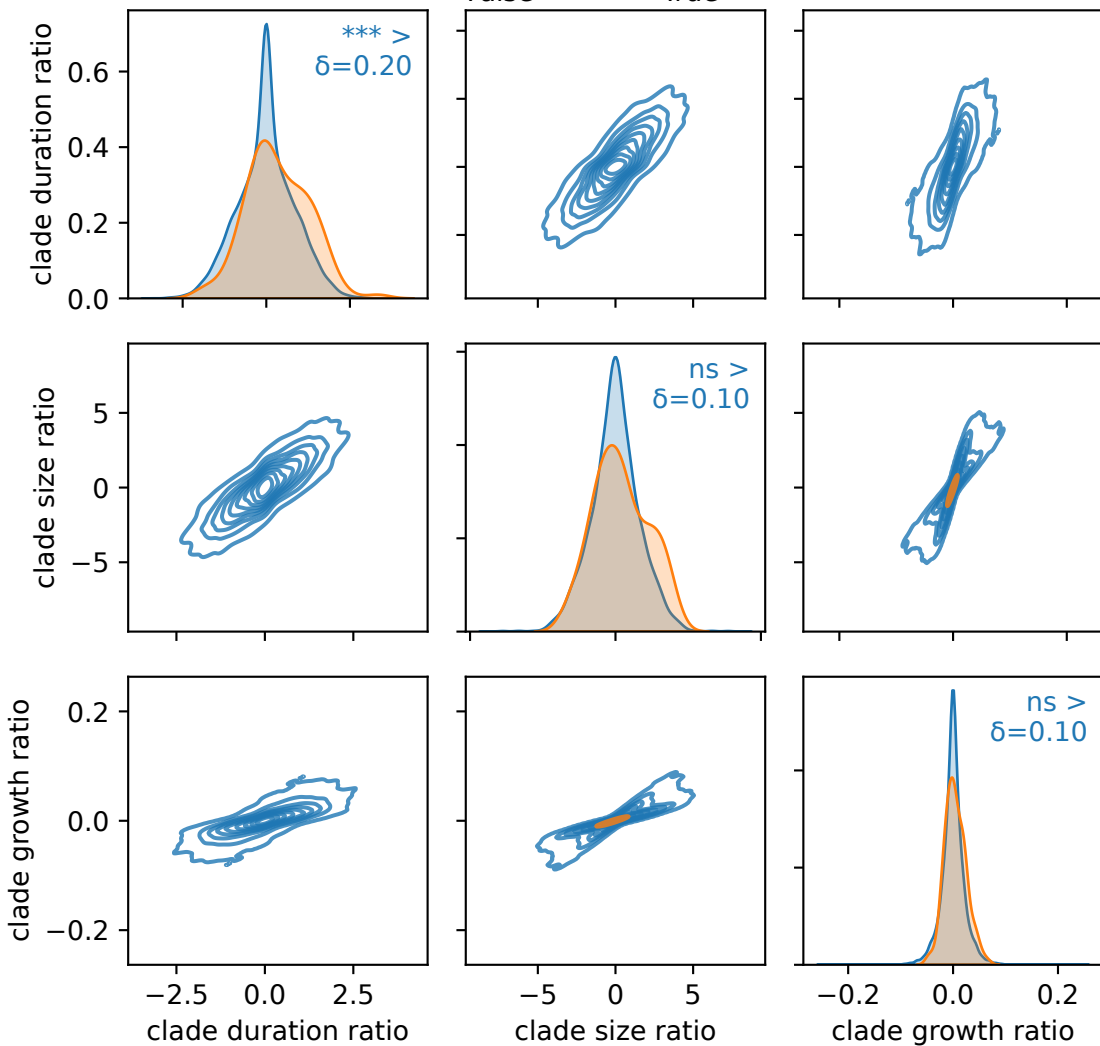 clade duration ratio
0.6
0.4
0.2
0.0
*** >
δ=0.20
clade size ratio
5
0
−5
ns >
δ=0.10
clade growth ratio
0.2
0.0
−0.2
ns >
δ=0.10
−2.5 0.0 2.5
−5 0 5
−0.2 0.0 0.2
clade duration ratio
clade size ratio
clade growth ratio